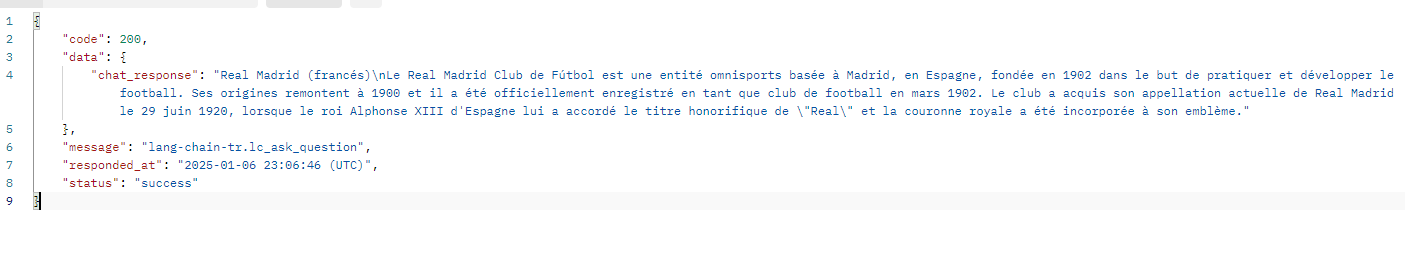 1 {
2 "code": 200,
3 "data": {
4 "chat_response": "Real Madrid (francés)\nLe Real Madrid Club de Fútbol est une entité omnisports basée à Madrid, en Espagne, fondée en 1902 dans le but de pratiquer et développer le
football. Ses origines remontent à 1900 et il a été officiellement enregistré en tant que club de football en mars 1902. Le club a acquis son appellation actuelle de Real Madrid
le 29 juin 1920, lorsque le roi Alphonse XIII d'Espagne lui a accordé le titre honorifique de \"Real\" et la couronne royale a été incorporée à son emblème."
5 },
6 "message": "lang-chain-tr.lc_ask_question",
7 "responded_at": "2025-01-06 23:06:46 (UTC)",
8 "status": "success"
9 }